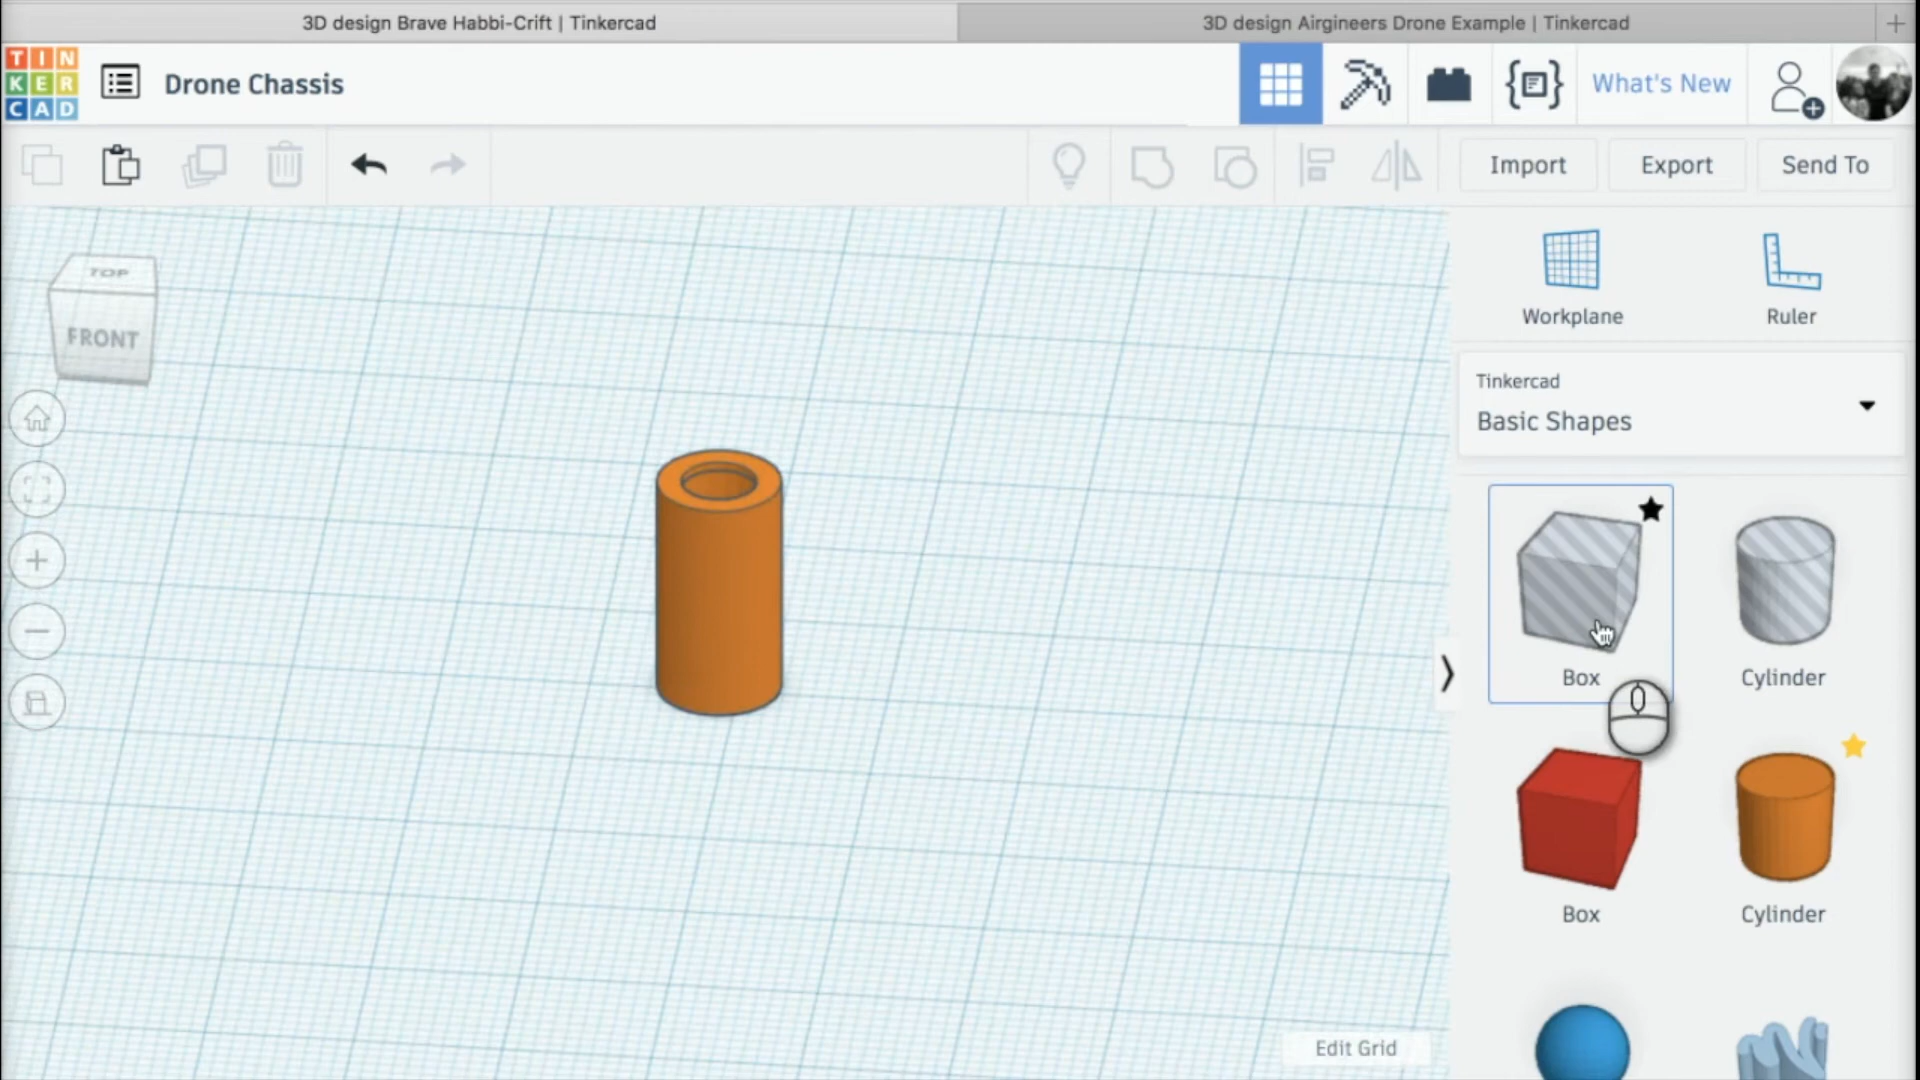 3D design Brave Habbi-Crift | Tinkercad
3D design Airgineers Drone Example | Tinkercad
TIN
KER
CAD
Drone Chassis
What's New
Import
Export
Send To
TOP
FRONT
Workplane
Ruler
Tinkercad
Basic Shapes
Box
Cylinder
Box
Cylinder
Edit Grid